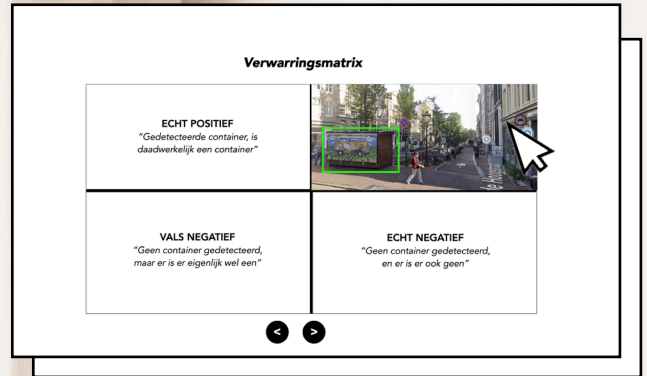 Verwarringsmatrix
ECHT POSITIEF
"Gedetecteerde container, is
daadwerkelijk een container"
VALS NEGATIEF
"Geen container gedetecteerd,
maar er is er eigenlijk wel een"
ECHT NEGATIEF
"Geen container gedetecteerd,
en er is er ook geen"
<
>